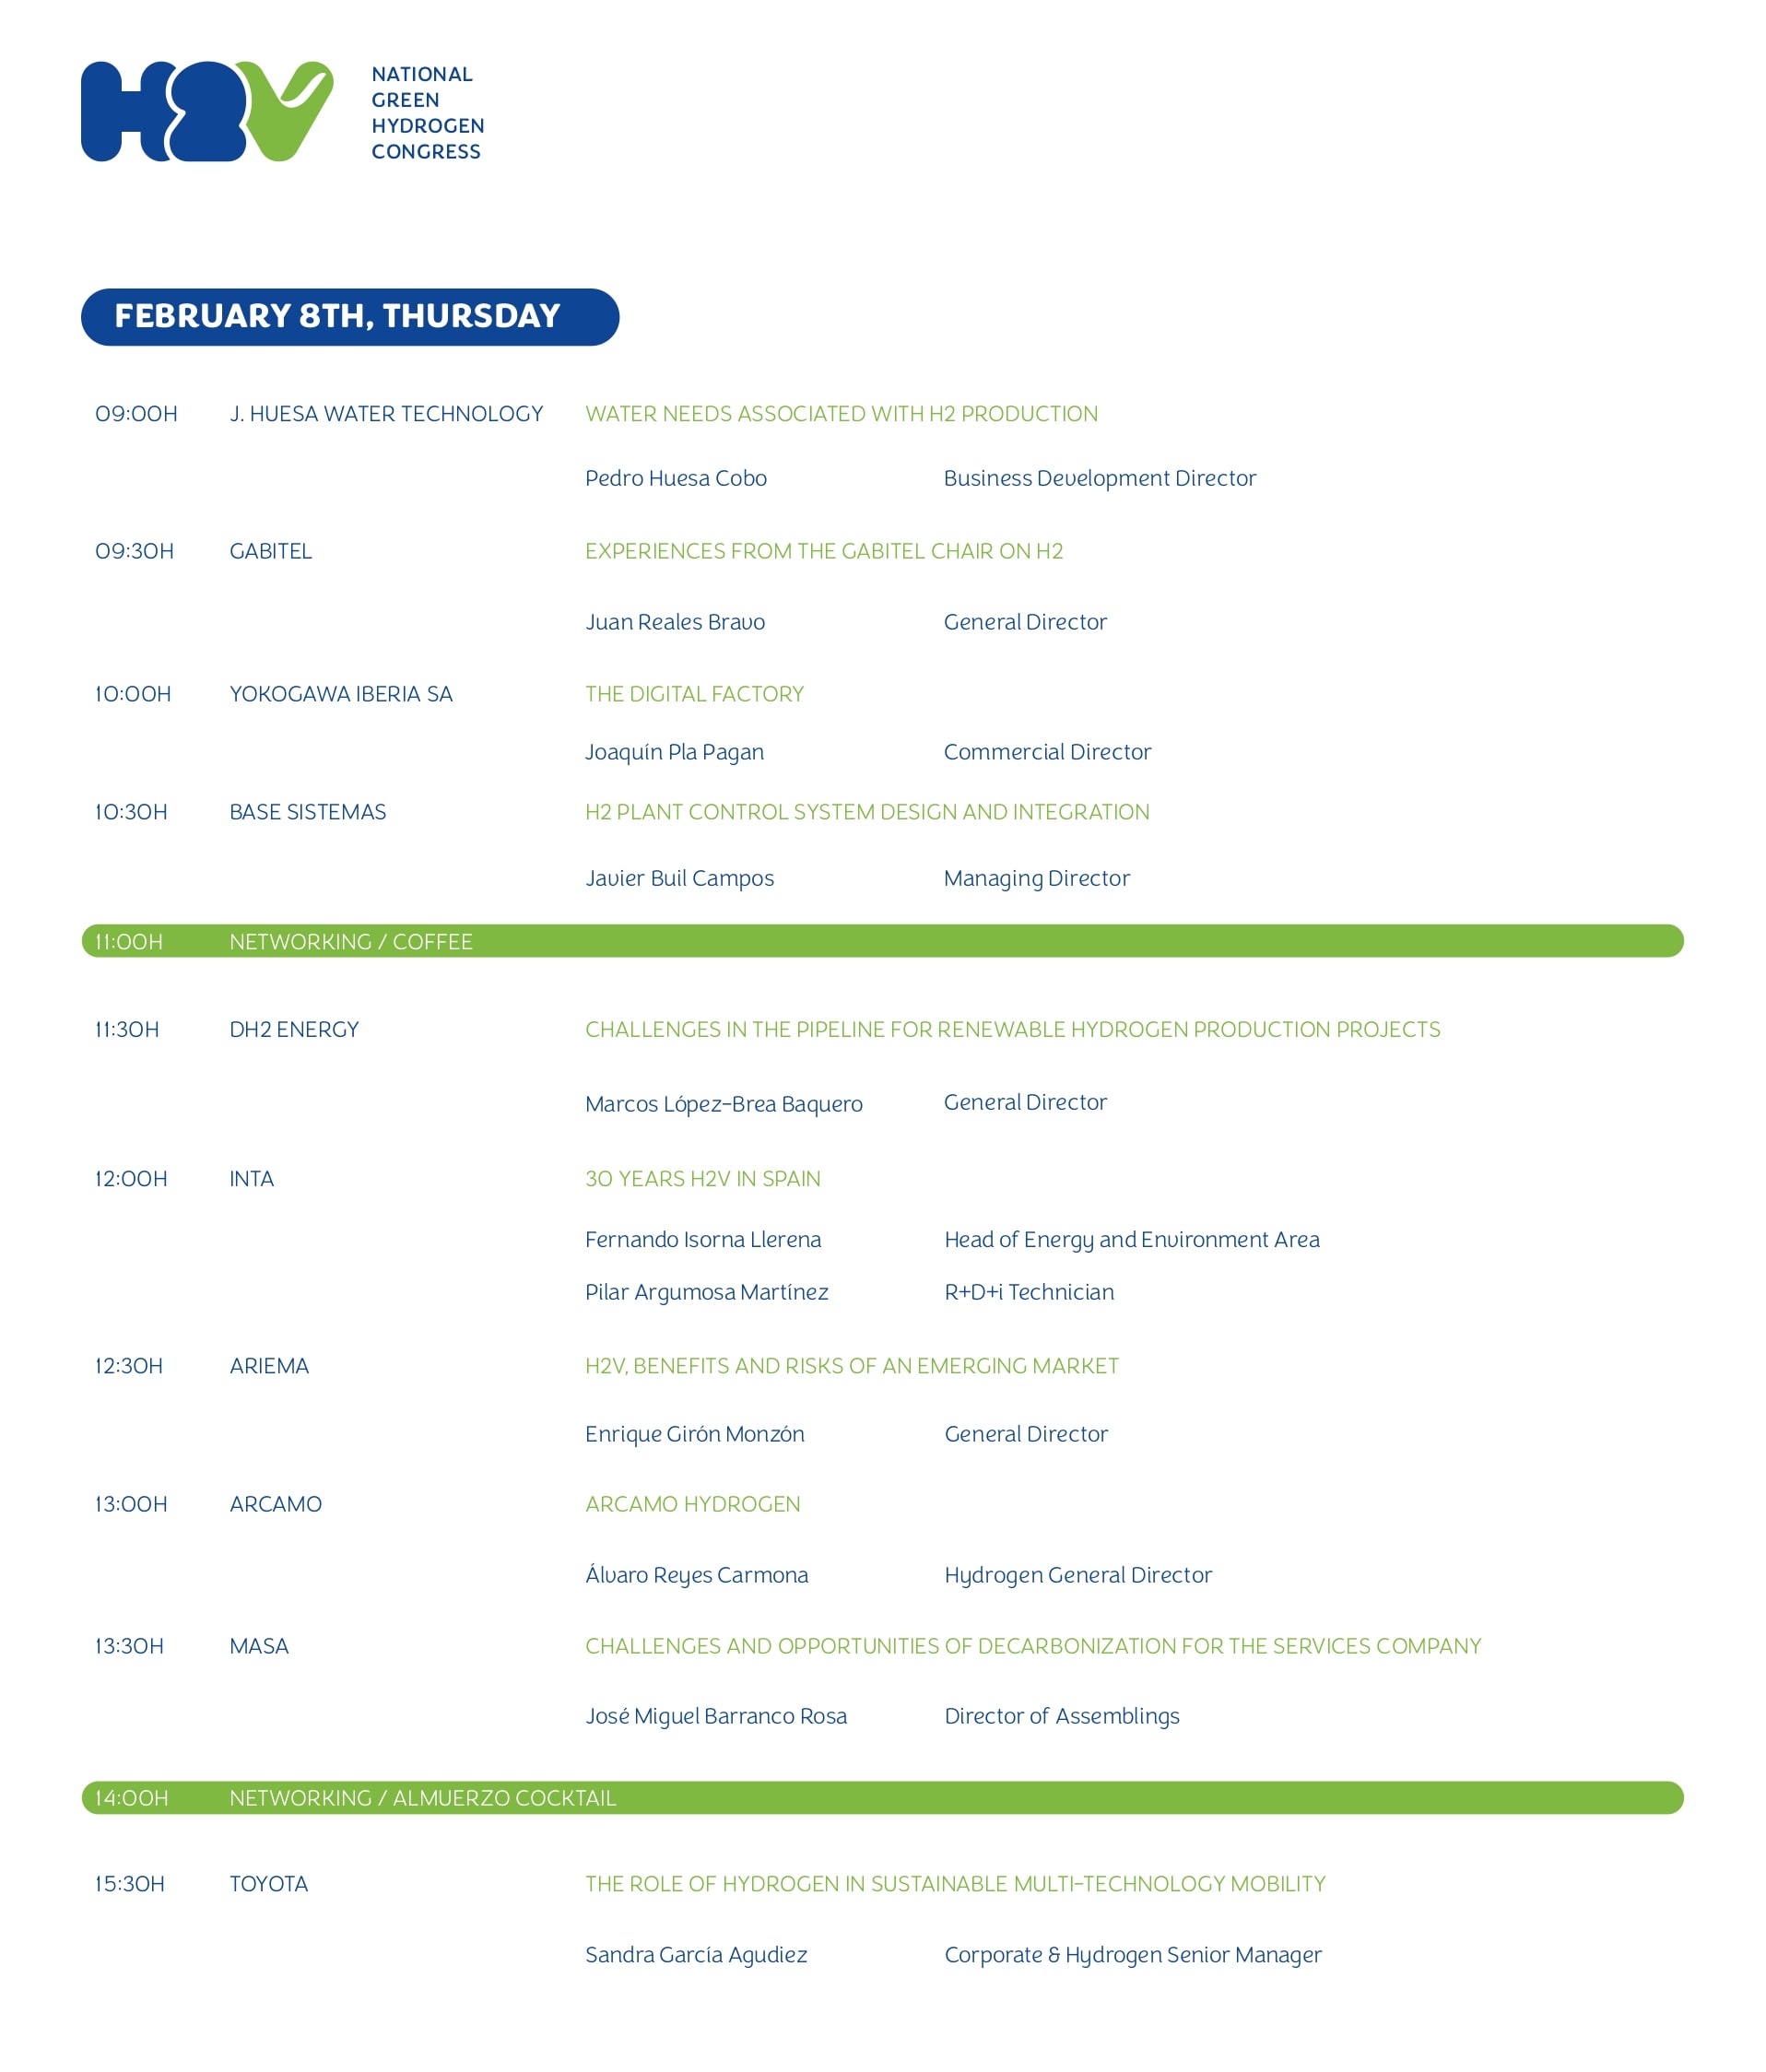 H2V
NATIONAL
GREEN
HYDROGEN
CONGRESS
FEBRUARY 8TH, THURSDAY
09:00H J. HUESA WATER TECHNOLOGY WATER NEEDS ASSOCIATED WITH H2 PRODUCTION
Pedro Huesa Cobo Business Development Director
09:30H GABITEL EXPERIENCES FROM THE GABITEL CHAIR ON H2
Juan Reales Bravo General Director
10:00H YOKOGAWA IBERIA SA THE DIGITAL FACTORY
Joaquín Pla Pagan Commercial Director
10:30H BASE SISTEMAS H2 PLANT CONTROL SYSTEM DESIGN AND INTEGRATION
Javier Buil Campos Managing Director
11:00H NETWORKING / COFFEE
11:30H DH2 ENERGY CHALLENGES IN THE PIPELINE FOR RENEWABLE HYDROGEN PRODUCTION PROJECTS
Marcos López-Brea Baquero General Director
12:00H INTA 30 YEARS H2V IN SPAIN
Fernando Isorna Llerena Head of Energy and Environment Area
Pilar Argumosa Martínez R+D+i Technician
12:30H ARIEMA H2V, BENEFITS AND RISKS OF AN EMERGING MARKET
Enrique Girón Monzón General Director
13:00H ARCAMO ARCAMO HYDROGEN
Álvaro Reyes Carmona Hydrogen General Director
13:30H MASA CHALLENGES AND OPPORTUNITIES OF DECARBONIZATION FOR THE SERVICES COMPANY
José Miguel Barranco Rosa Director of Assemblings
14:00H NETWORKING / ALMUERZO COCKTAIL
15:30H TOYOTA THE ROLE OF HYDROGEN IN SUSTAINABLE MULTI-TECHNOLOGY MOBILITY
Sandra García Agudiez Corporate & Hydrogen Senior Manager